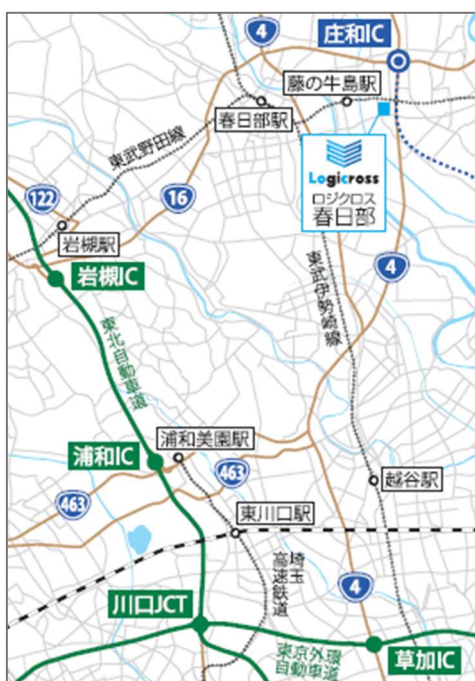 4
庄和IC
藤の牛島駅
春日部駅
東武野田線
Logicross
ロジクロス
春日部
122
16
岩槻駅
4
岩槻IC
東武伊勢崎線
東北自動車道
浦和美園駅
浦和IC
463
越谷駅
463
東川口駅
埼玉
高速鉄道
4
川口JCT
東京外環
自動車道
草加IC